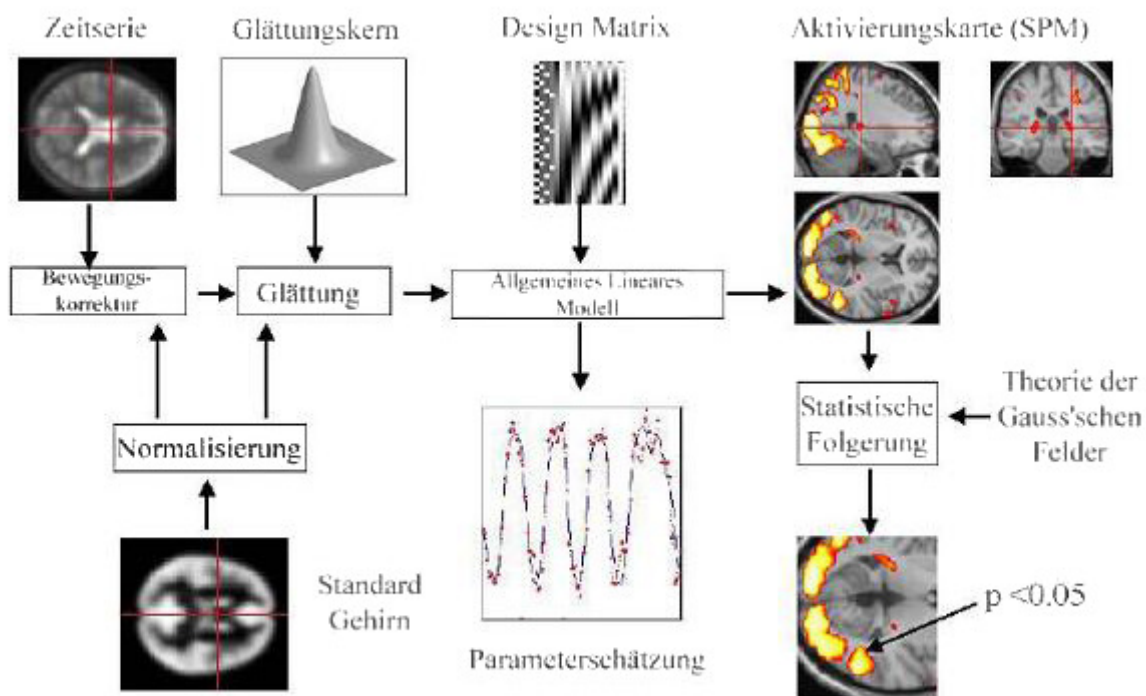 Zeitserie
Glättungskern
Design Matrix
Aktivierungskarte (SPM)
Bewegungs-
korrektur
Glättung
Allgemeines Lineares
Modell
Normalisierung
Statistische
Folgerung
Theorie der
Gauss'schen
Felder
Standard
Gehirn
Parameterschätzung
p <0.05